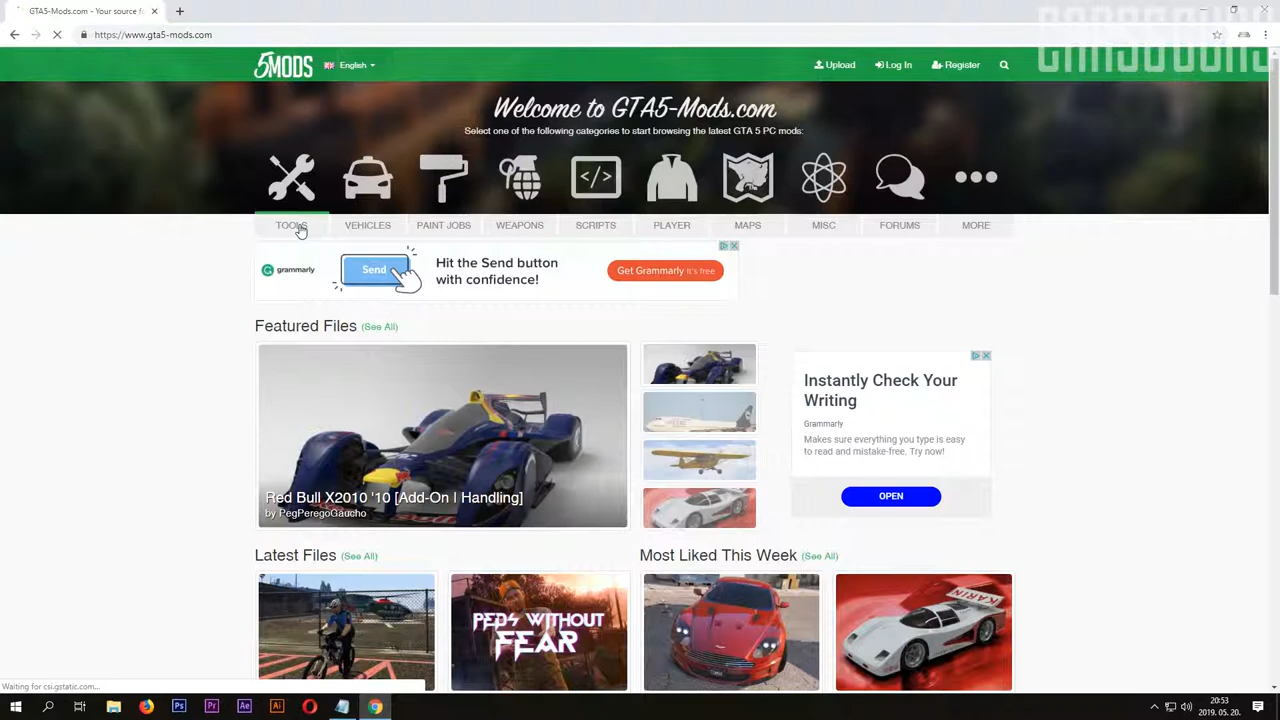 GTA5-Mods.com - Your source f
CARSSOUND
https://www.gta5-mods.com
5MODS
English
Upload
Log In
Register
Welcome to GTA5-Mods.com
Select one of the following categories to start browsing the latest GTA 5 PC mods:
TOOLS
VEHICLES
PAINT JOBS
WEAPONS
SCRIPTS
PLAYER
MAPS
MISC
FORUMS
MORE
grammarly
Send
Hit the Send button
with confidence!
Get Grammarly It's free
Featured Files (See All)
Red Bull X2010 '10 [Add-On | Handling]
by PegPeregoGaucho
Instantly Check Your
Writing
Grammarly
Makes sure everything you type is easy
to read and mistake-free. Try now!
OPEN
Latest Files (See All)
Most Liked This Week (See All)
PEDS WITHOUT
FEAR
KARIN
Waiting for csi.gstatic.com...
Ps
Pr
Ae
Ai
20:53
2019. 05. 20.